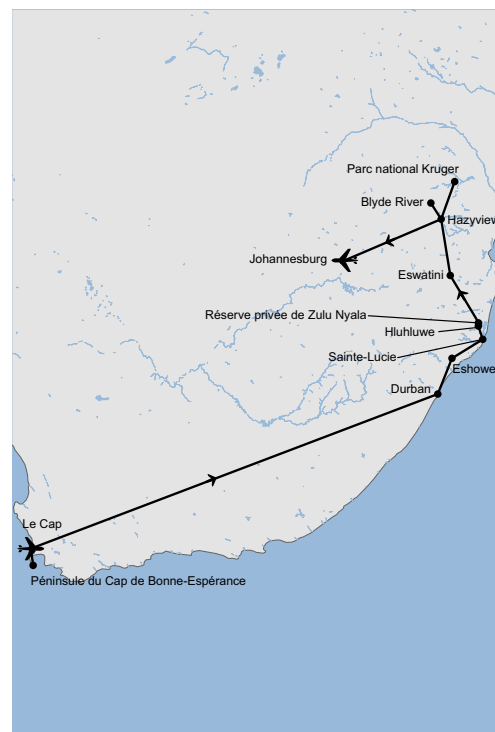 Parc national Kruger
Blyde River
Hazyview
Johannesburg
Eswatini
Réserve privée de Zulu Nyala
Hluhluwe
Sainte-Lucie
Eshowe
Durban
Le Cap
Péninsule du Cap de Bonne-Espérance